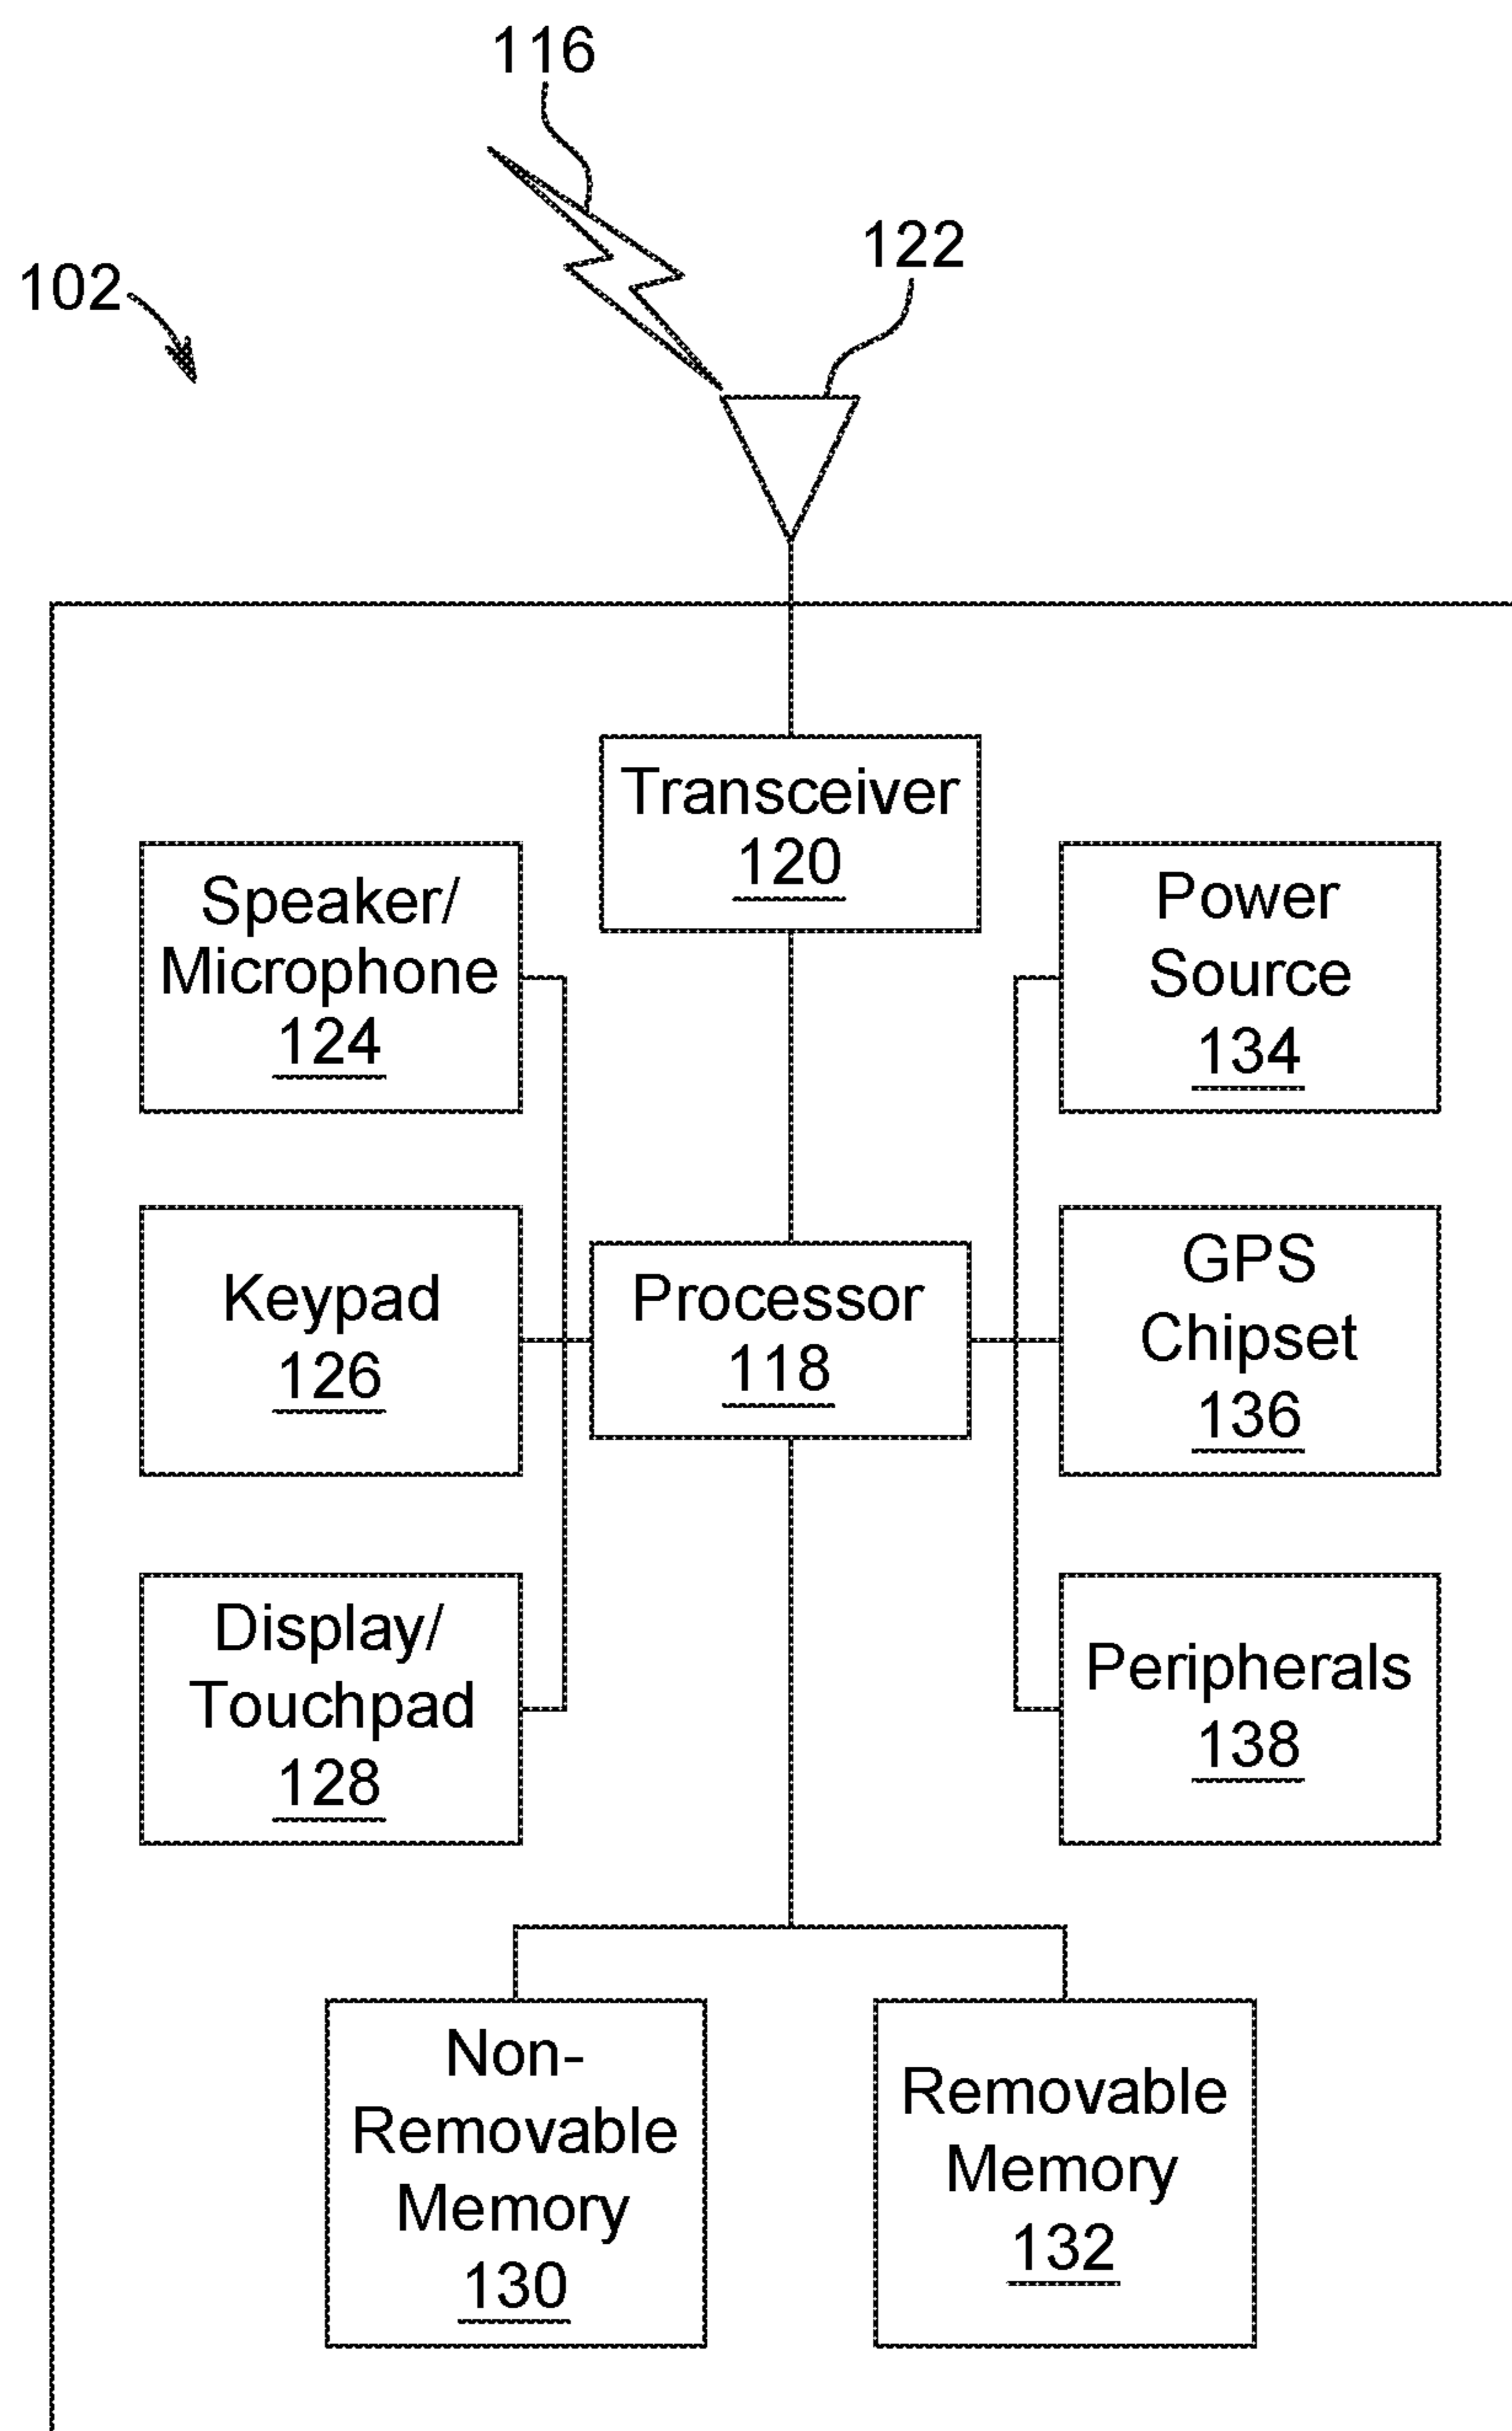 116
122
102
Transceiver
120
Speaker/
Microphone
124
Power
Source
134
Keypad
126
Processor
118
GPS
Chipset
136
Display/
Touchpad
128
Peripherals
138
Non-
Removable
Memory
130
Removable
Memory
132